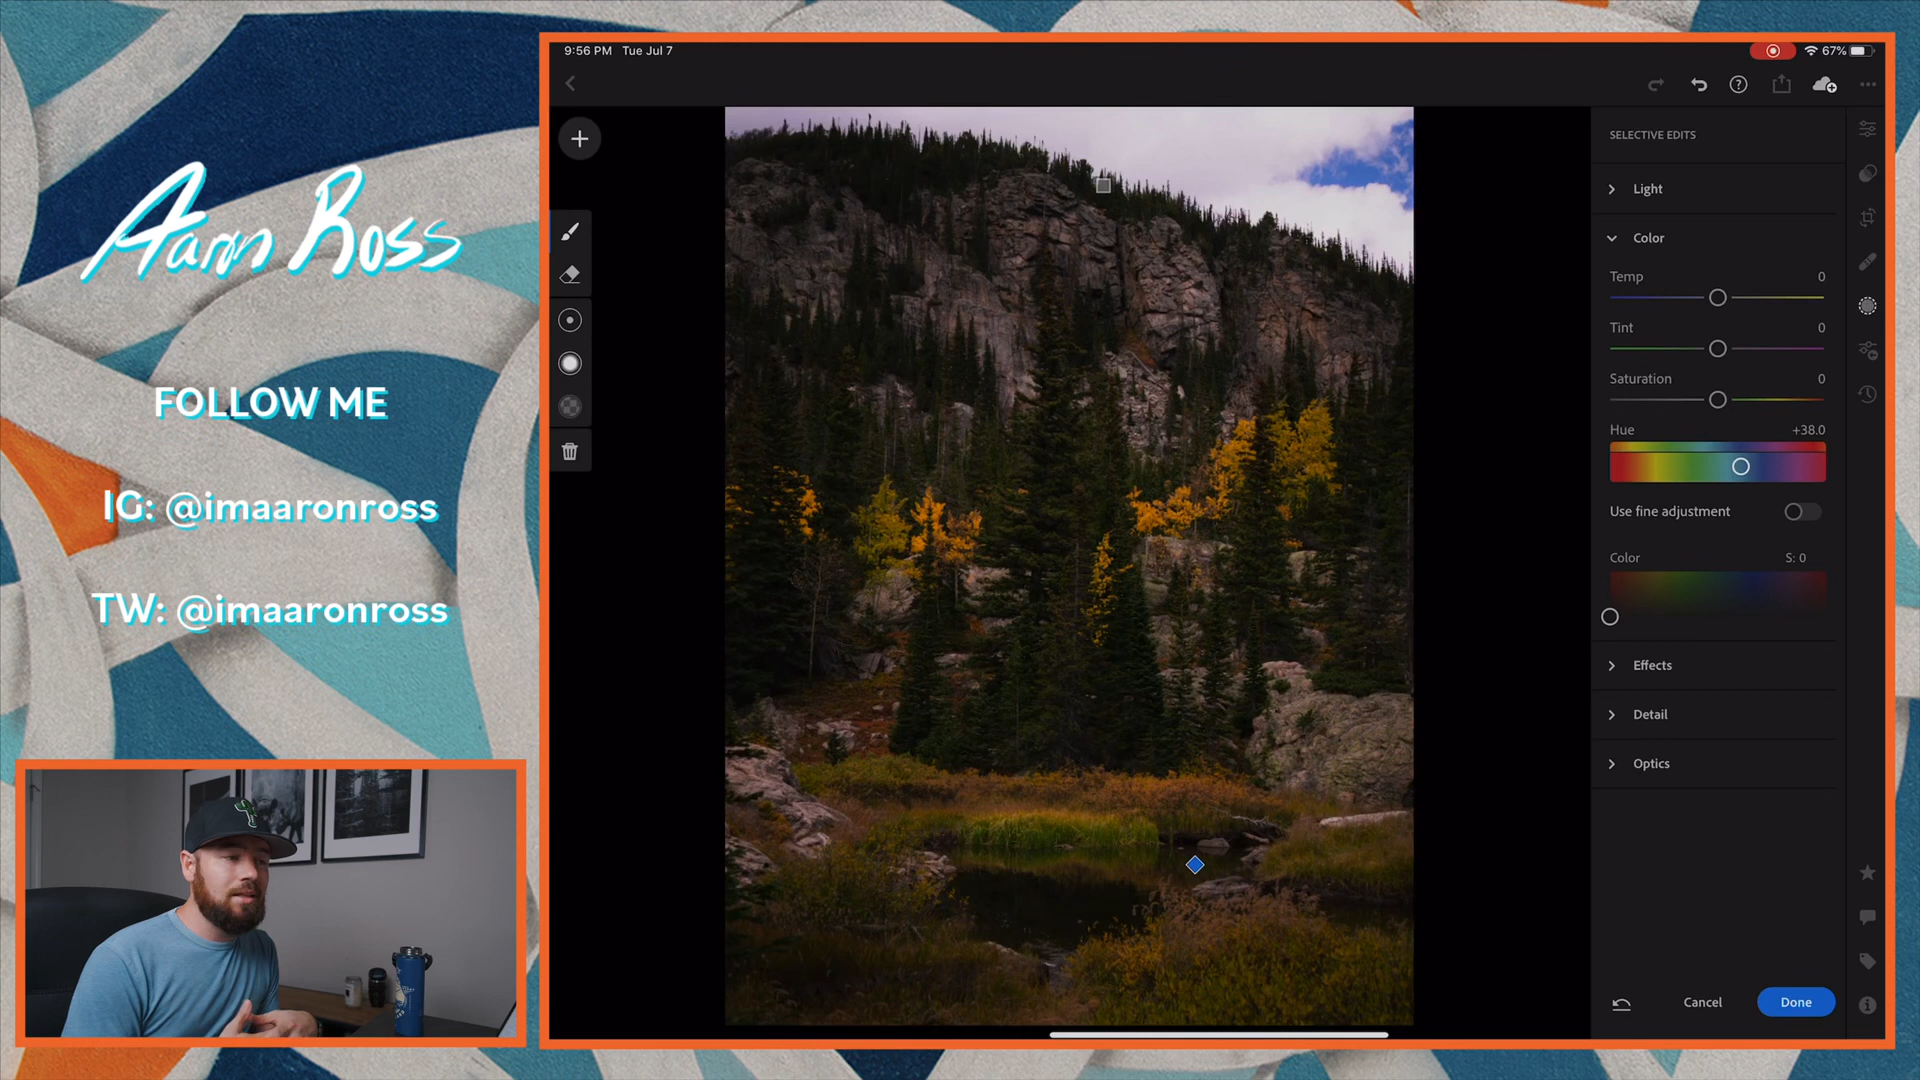 Aaron Ross
FOLLOW ME
IG: @imaaronross
TW: @imaaronross
9:56 PM Tue Jul 7
67%
SELECTIVE EDITS
Light
Color
Temp 0
Tint 0
Saturation 0
Hue +38.0
Use fine adjustment
Color S: 0
Effects
Detail
Optics
Cancel Done